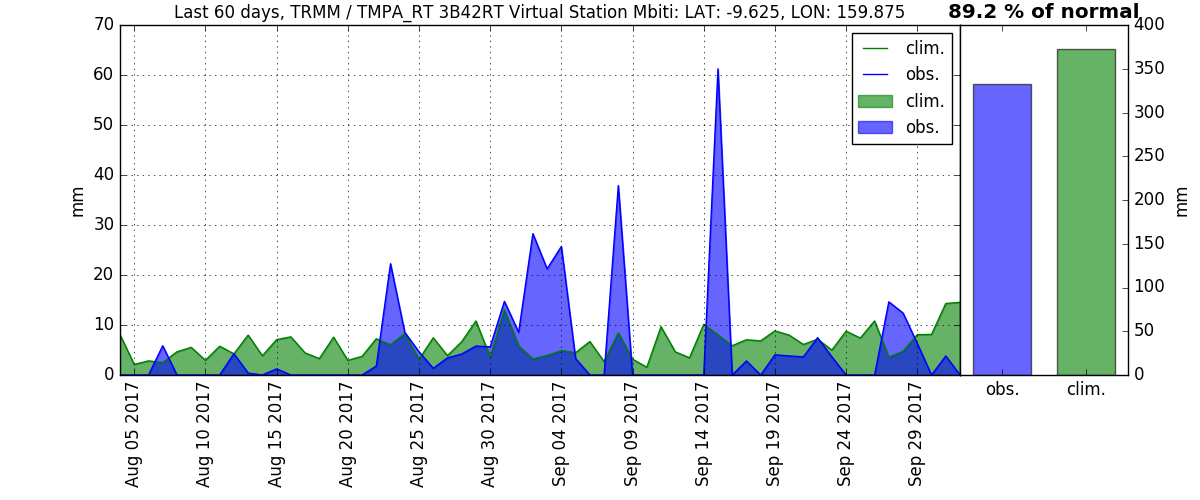 Last 60 days, TRMM / TMPA_RT 3B42RT Virtual Station Mbiti: LAT: -9.625, LON: 159.875
89.2 % of normal
70
60
50
40
30
20
10
0
mm
clim.
obs.
clim.
obs.
Aug 05 2017
Aug 10 2017
Aug 15 2017
Aug 20 2017
Aug 25 2017
Aug 30 2017
Sep 04 2017
Sep 09 2017
Sep 14 2017
Sep 19 2017
Sep 24 2017
Sep 29 2017
400
350
300
250
200
150
100
50
0
mm
obs.
clim.